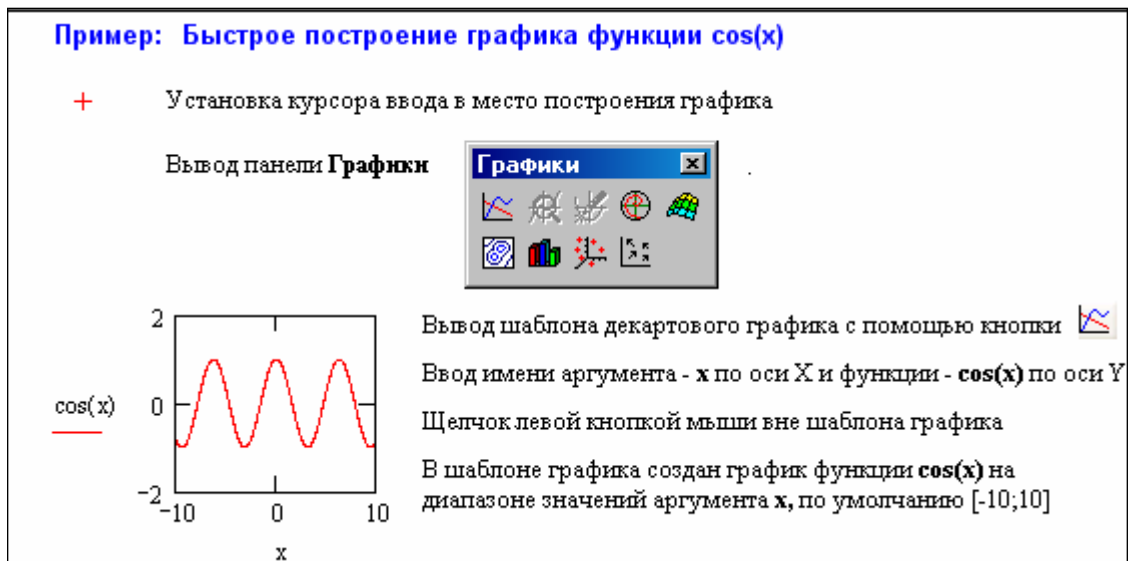 Пример: Быстрое построение графика функции cos(x)
+ Установка курсора ввода в место построения графика
Вывод панели Графики
Графики
Вывод шаблона декартового графика с помощью кнопки
Ввод имени аргумента - x по оси X и функции - cos(x) по оси Y
Щелчок левой кнопкой мыши вне шаблона графика
В шаблоне графика создан график функции cos(x) на
диапазоне значений аргумента x, по умолчанию [-10;10]
2
cos(x) 0
−2
−10 0 10
x